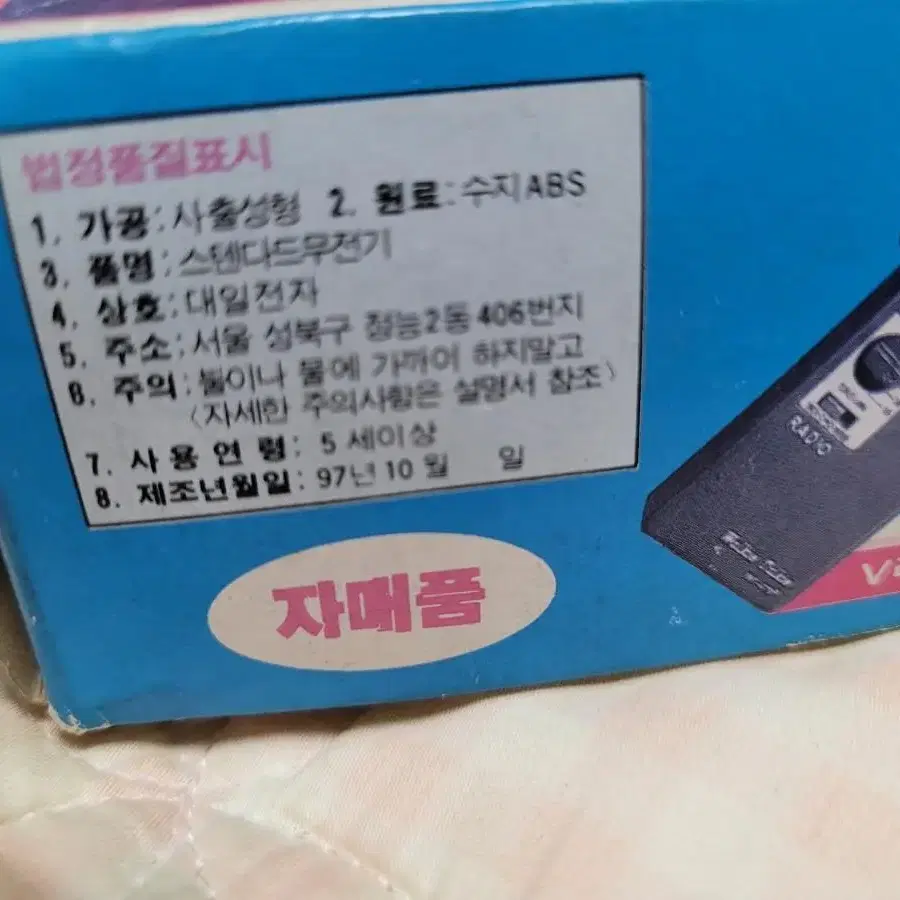 법정품질표시
1. 가공:사출성형 2. 원료:수지ABS
3. 품명:스텐다드무전기
4. 상호:대일전자
5. 주소:서울 성북구 정능2동 406번지
6. 주의:불이나 물에 가까이 하지말고
(자세한 주의사항은 설명서 참조)
7. 사용연령: 5세이상
8. 제조년월일: 97년 10월 일
자매품
RADIO